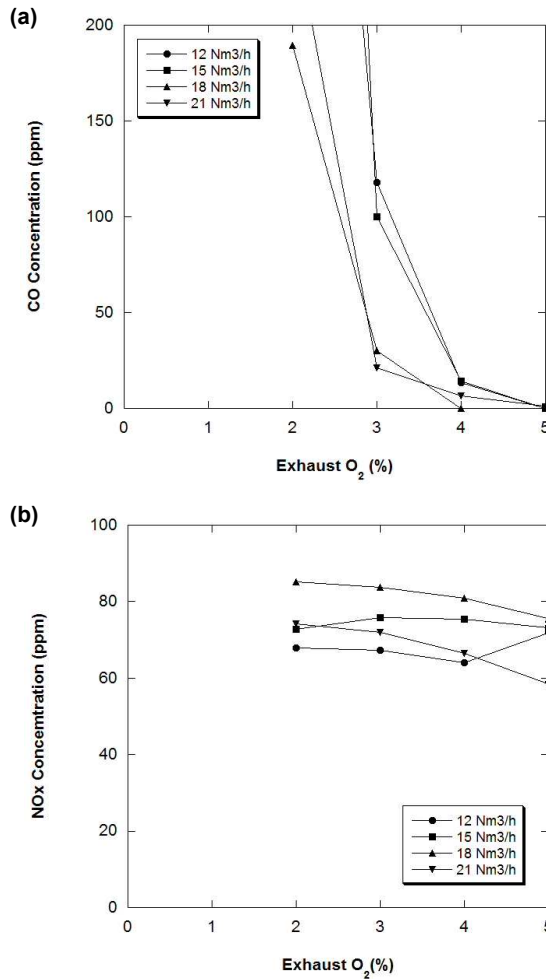 (a)
200
150
100
50
0
CO Concentration (ppm)
12 Nm3/h
15 Nm3/h
18 Nm3/h
21 Nm3/h
0 1 2 3 4 5
Exhaust O2 (%)
(b)
100
80
60
40
20
0
NOx Concemtration (ppm)
12 Nm3/h
15 Nm3/h
18 Nm3/h
21 Nm3/h
0 1 2 3 4 5
Exhaust O2(%)